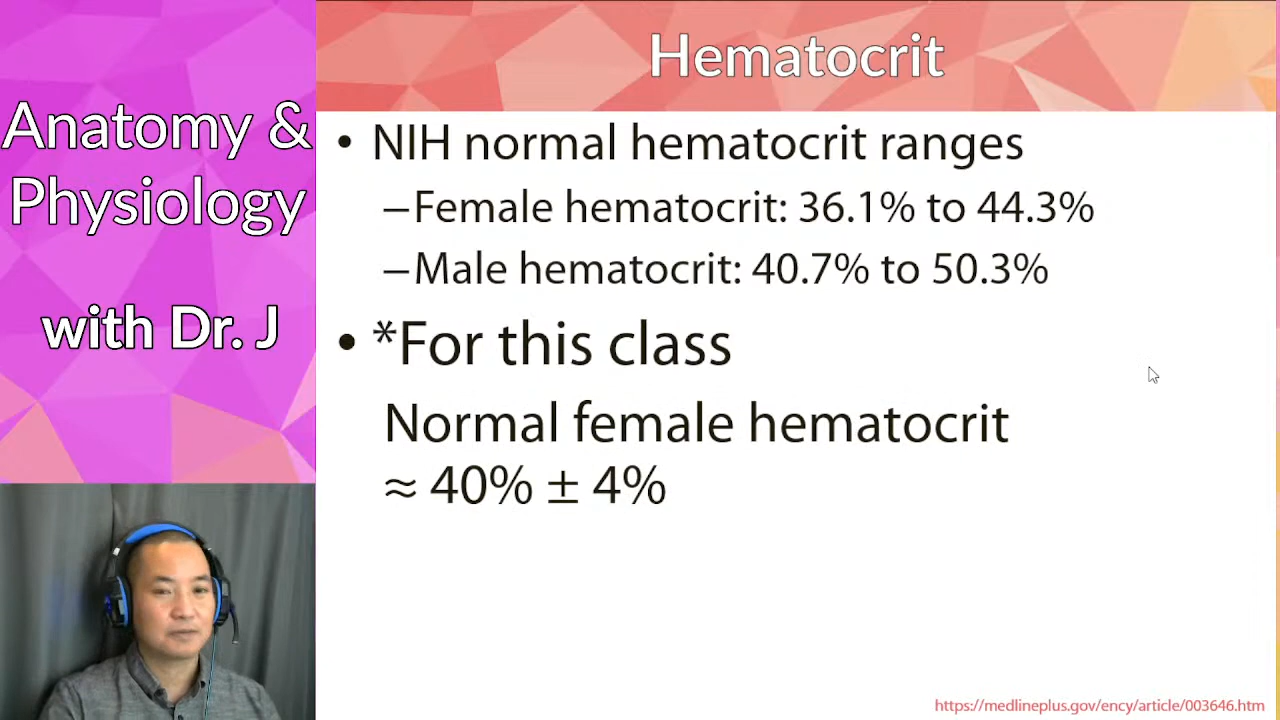 Anatomy &
Physiology
with Dr. J
Hematocrit
• NIH normal hematocrit ranges
–Female hematocrit: 36.1% to 44.3%
–Male hematocrit: 40.7% to 50.3%
• *For this class
Normal female hematocrit
≈ 40% ± 4%
https://medlineplus.gov/ency/article/003646.htm